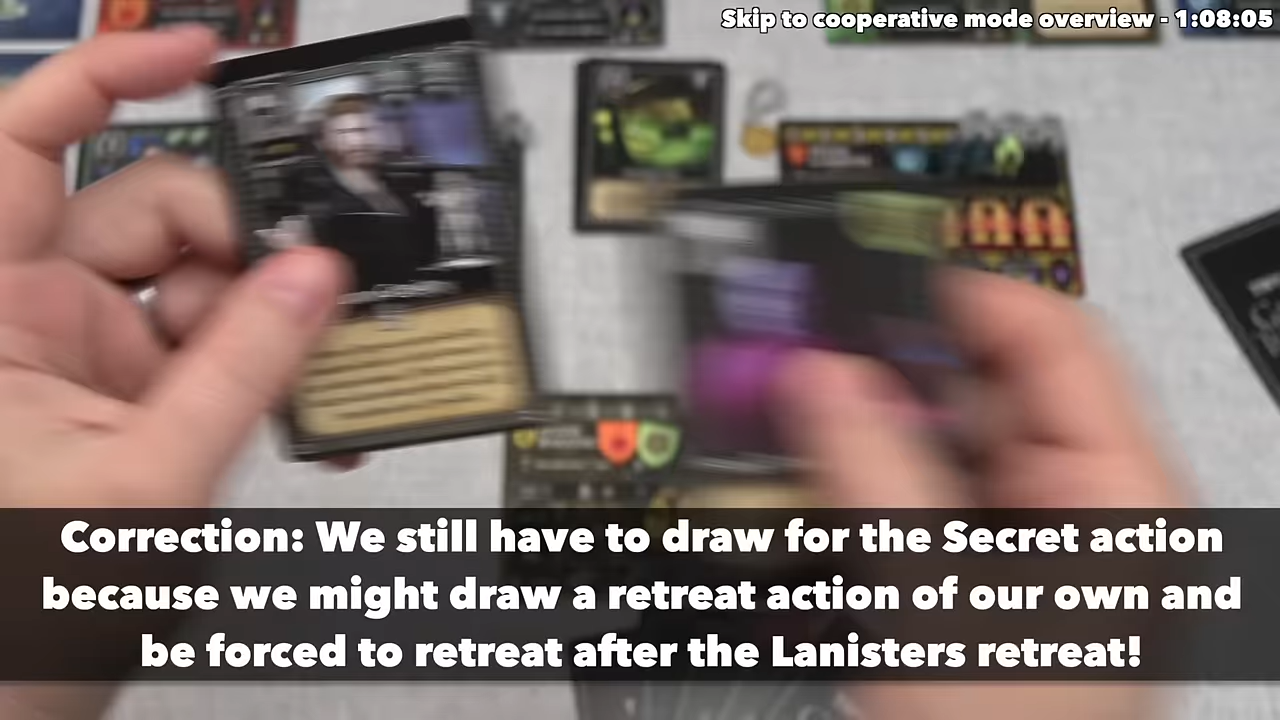 Skip to cooperative mode overview - 1:08:05
Correction: We still have to draw for the Secret action
because we might draw a retreat action of our own and
be forced to retreat after the Lanisters retreat!